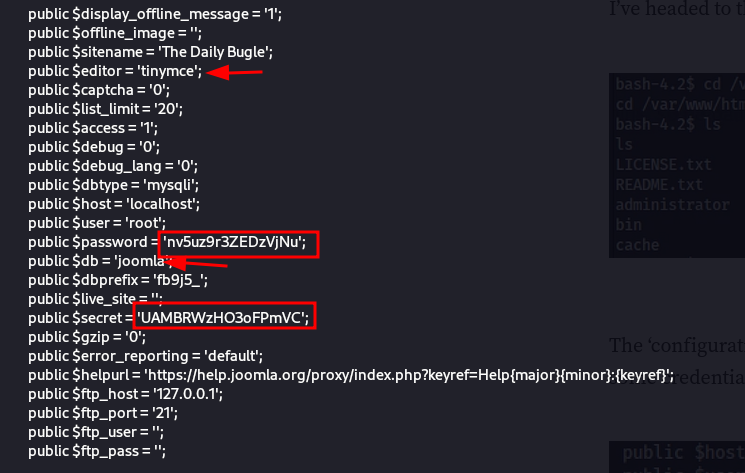 public $display_offline_message = '1';
public $offline_image = '';
public $sitename = 'The Daily Bugle';
public $editor = 'tinymce';
public $captcha = '0';
public $list_limit = '20';
public $access = '1';
public $debug = '0';
public $debug_lang = '0';
public $dbtype = 'mysqli';
public $host = 'localhost';
public $user = 'root';
public $password = 'nv5uz9r3ZEDzVjNu';
public $db = 'joomla';
public $dbprefix = 'fb9j5_';
public $live_site = '';
public $secret = 'UAMBRWzHO3oFPmVC';
public $gzip = '0';
public $error_reporting = 'default';
public $helpurl = 'https://help.joomla.org/proxy/index.php?keyref=Help{major}{minor}:{keyref}';
public $ftp_host = '127.0.0.1';
public $ftp_port = '21';
public $ftp_user = '';
public $ftp_pass = '';
I've headed to
bash-4.2$ cd
cd /var/www/
bash-4.2$ ls
ls
LICENSE.txt
README.txt
administrator
bin
cache
The
public $host